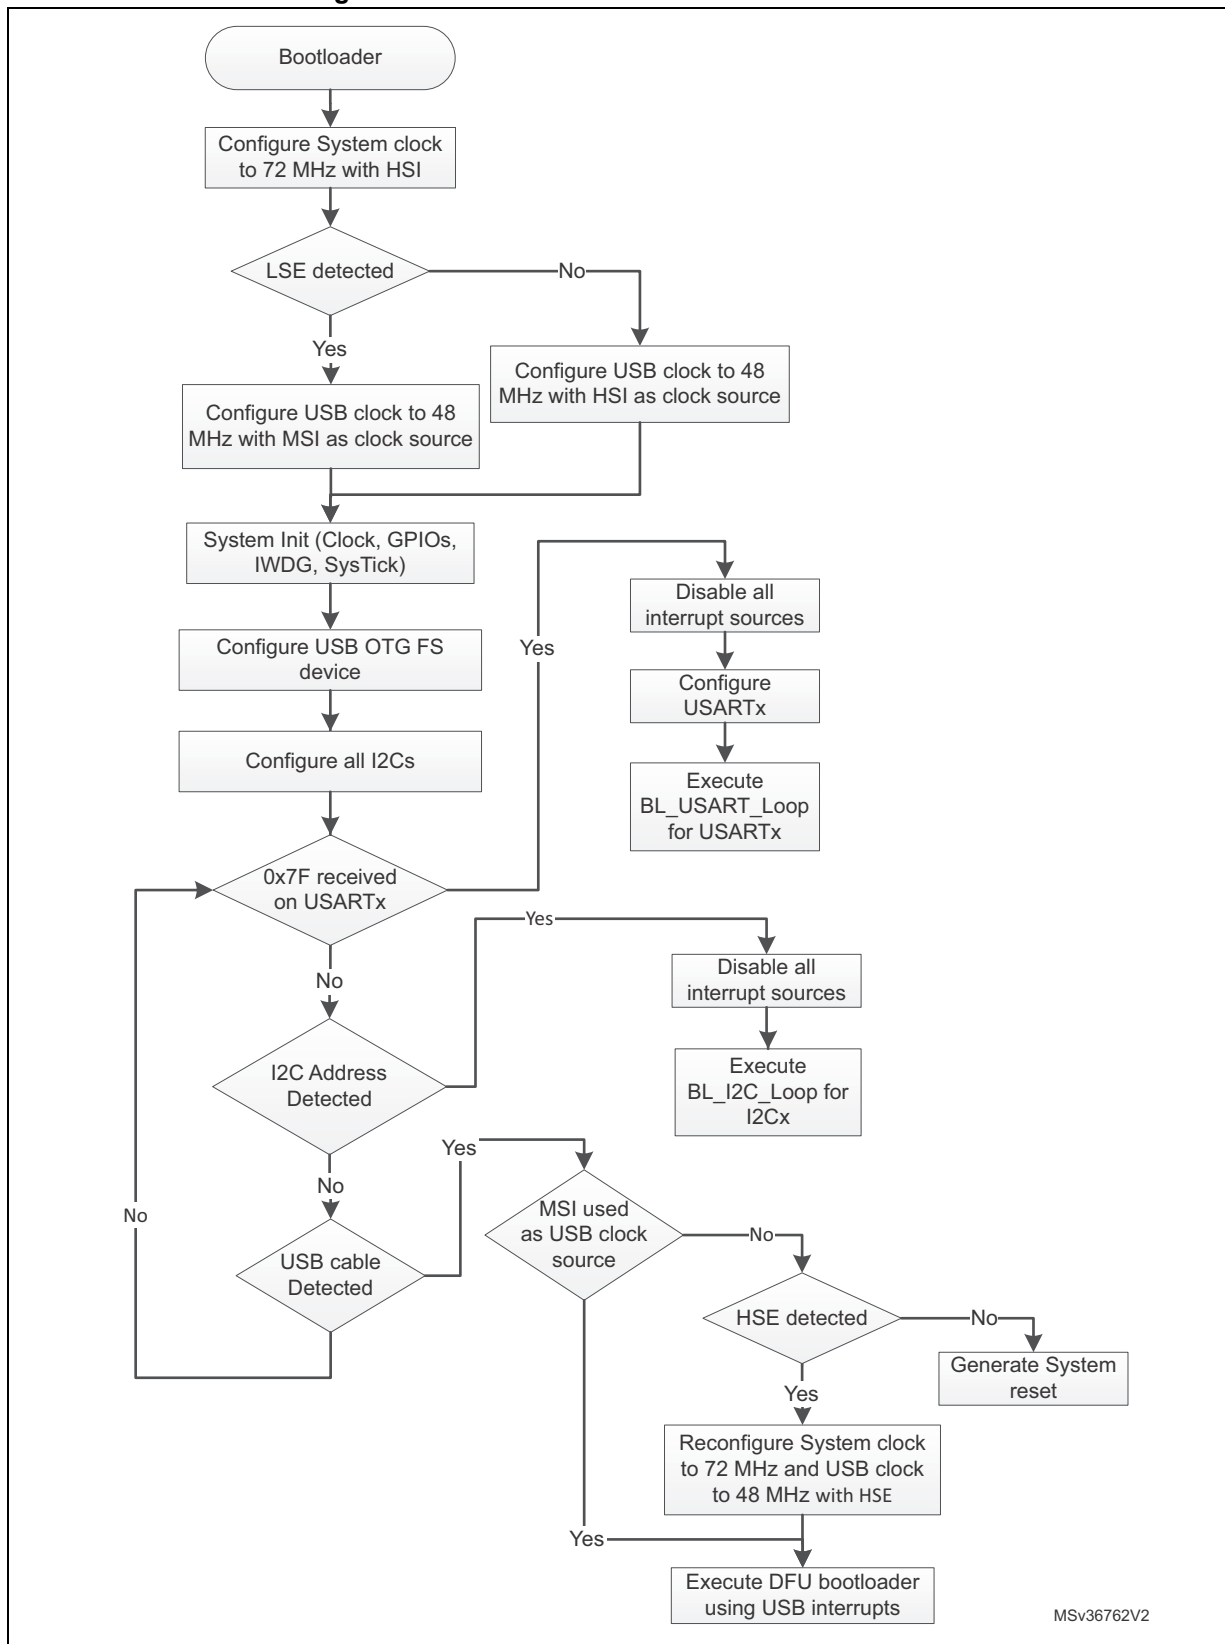 Bootloader
Configure System clock
to 72 MHz with HSI
LSE detected
No
Yes
Configure USB clock to 48
MHz with HSI as clock source
Configure USB clock to 48
MHz with MSI as clock source
System Init (Clock, GPIOs,
IWDG, SysTick)
Disable all
interrupt sources
Yes
Configure USB OTG FS
device
Configure
USARTx
Configure all I2Cs
Execute
BL_USART_Loop
for USARTx
0x7F received
on USARTx
Yes
No
Disable all
interrupt sources
I2C Address
Detected
Execute
BL_I2C_Loop for
I2Cx
Yes
No
No
MSI used
as USB clock
source
No
USB cable
Detected
HSE detected
No
Generate System
reset
Yes
Reconfigure System clock
to 72 MHz and USB clock
to 48 MHz with HSE
Yes
Execute DFU bootloader
using USB interrupts
MSv36762V2